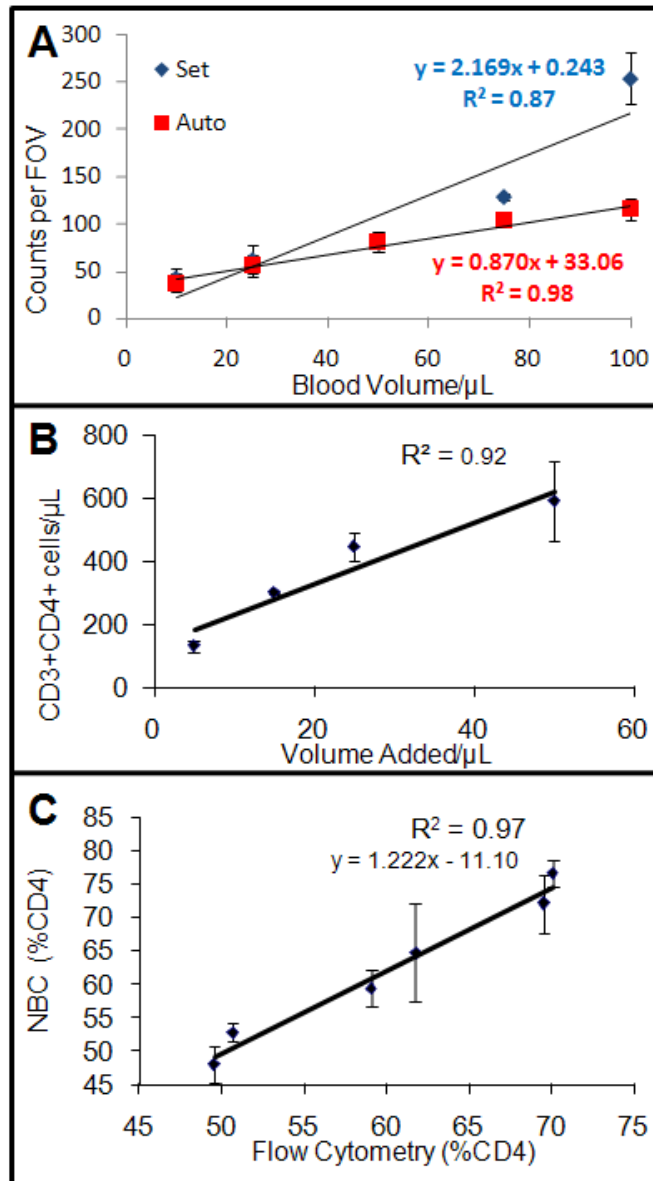 A
300
250
200
150
100
50
0
Counts per FOV
Set
Auto
y = 2.169x + 0.243
R² = 0.87
y = 0.870x + 33.06
R² = 0.98
0 20 40 60 80 100
Blood Volume/µL
B
800
600
400
200
0
CD3+CD4+ cells/µL
R² = 0.92
0 20 40 60
Volume Added/µL
C
85
80
75
70
65
60
55
50
45
NBC (%CD4)
R² = 0.97
y = 1.222x - 11.10
45 50 55 60 65 70 75
Flow Cytometry (%CD4)